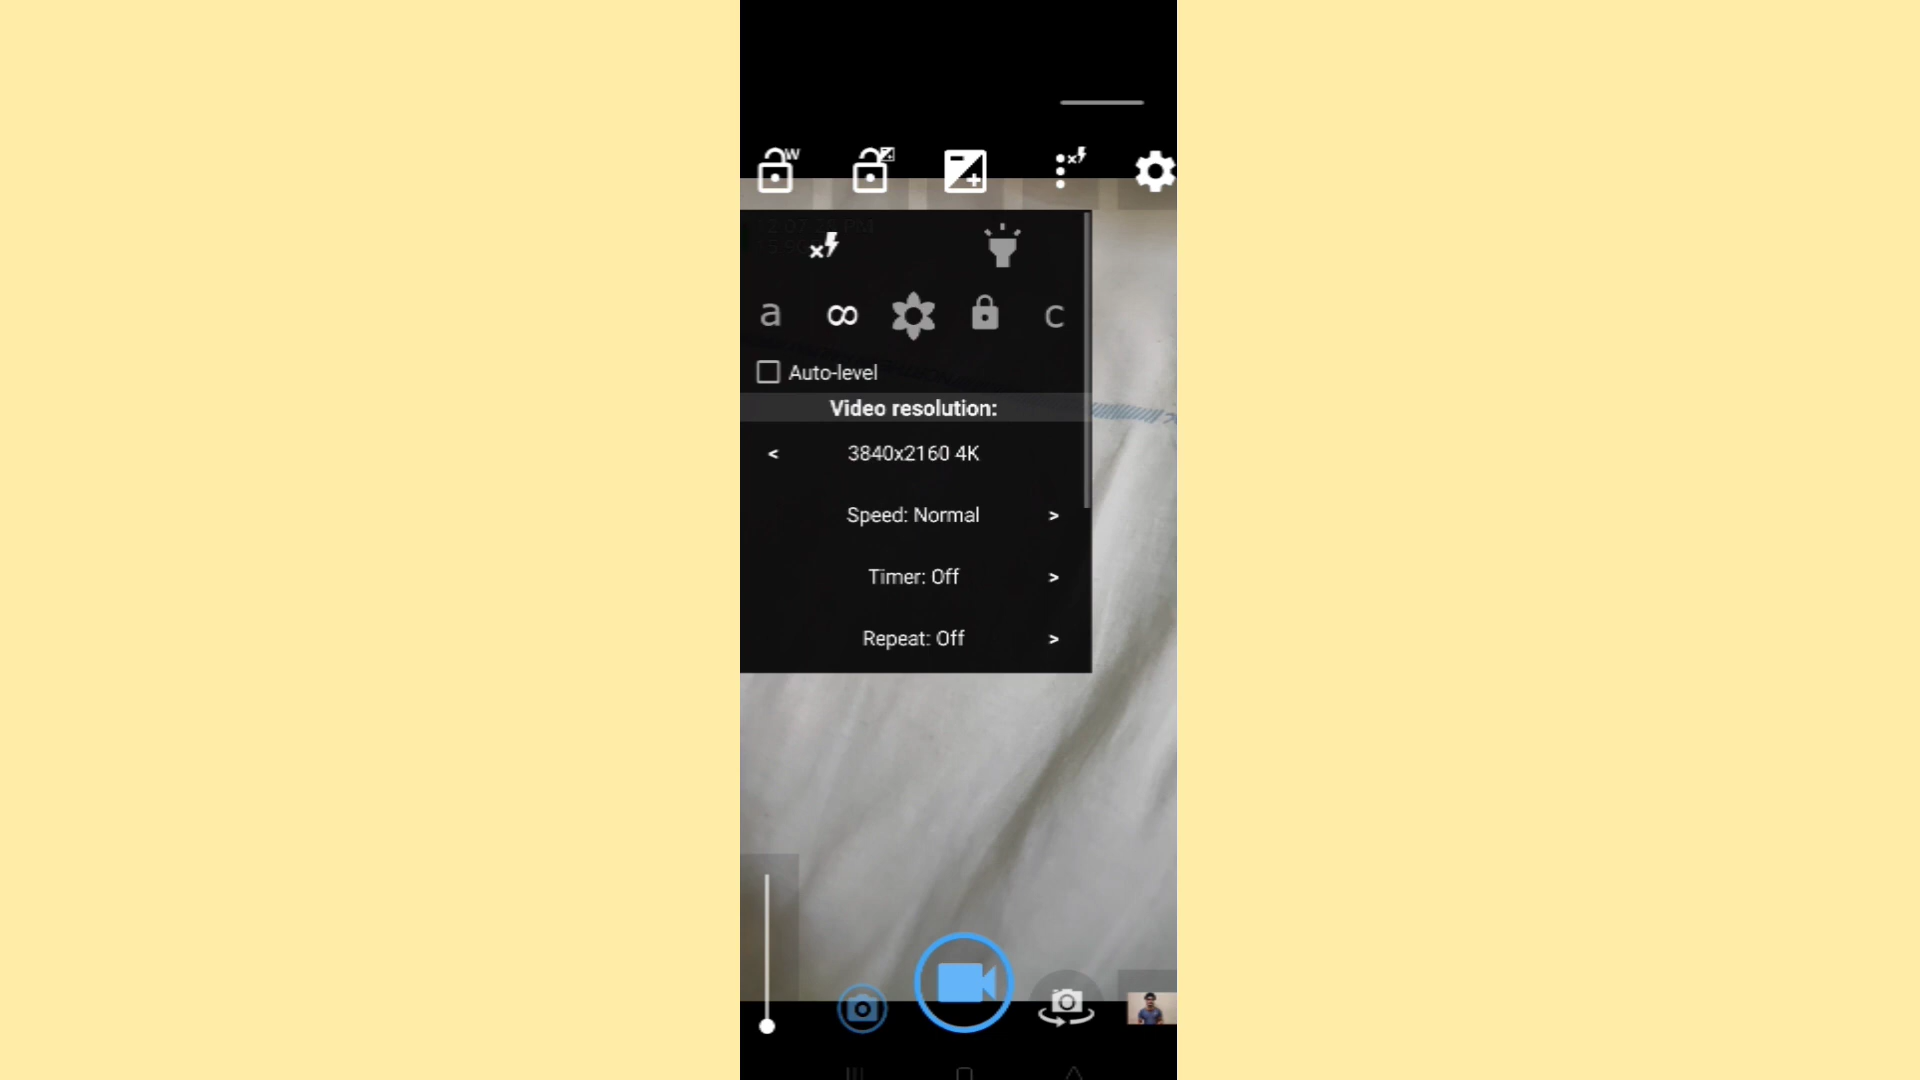 W
a ∞ c
Auto-level
Video resolution:
< 3840x2160 4K
Speed: Normal >
Timer: Off >
Repeat: Off >